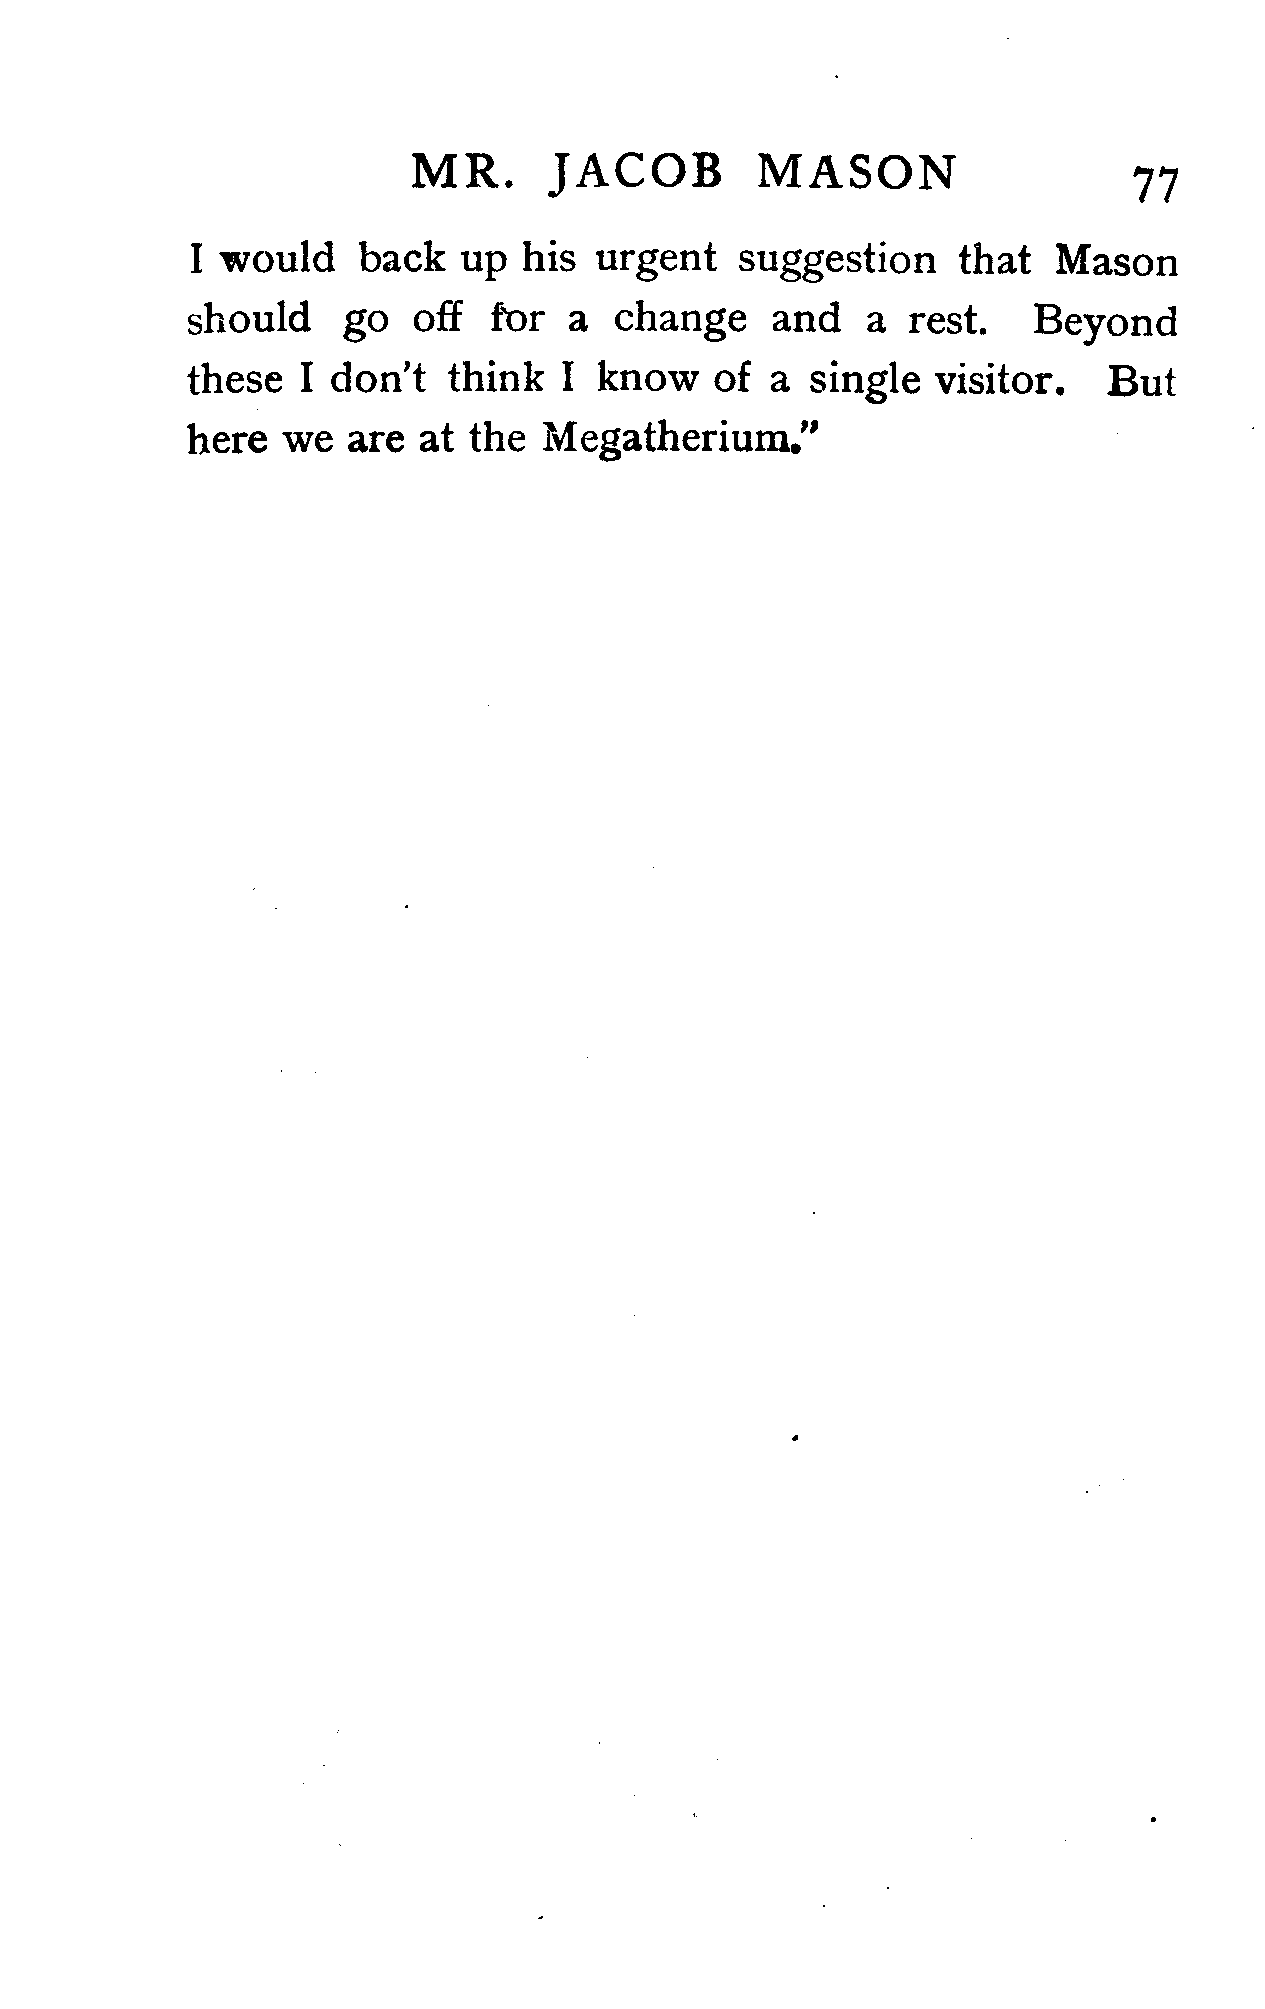 MR. JACOB MASON 77
I would back up his urgent suggestion that Mason
should go off for a change and a rest. Beyond
these I don't think I know of a single visitor. But
here we are at the Megatherium."